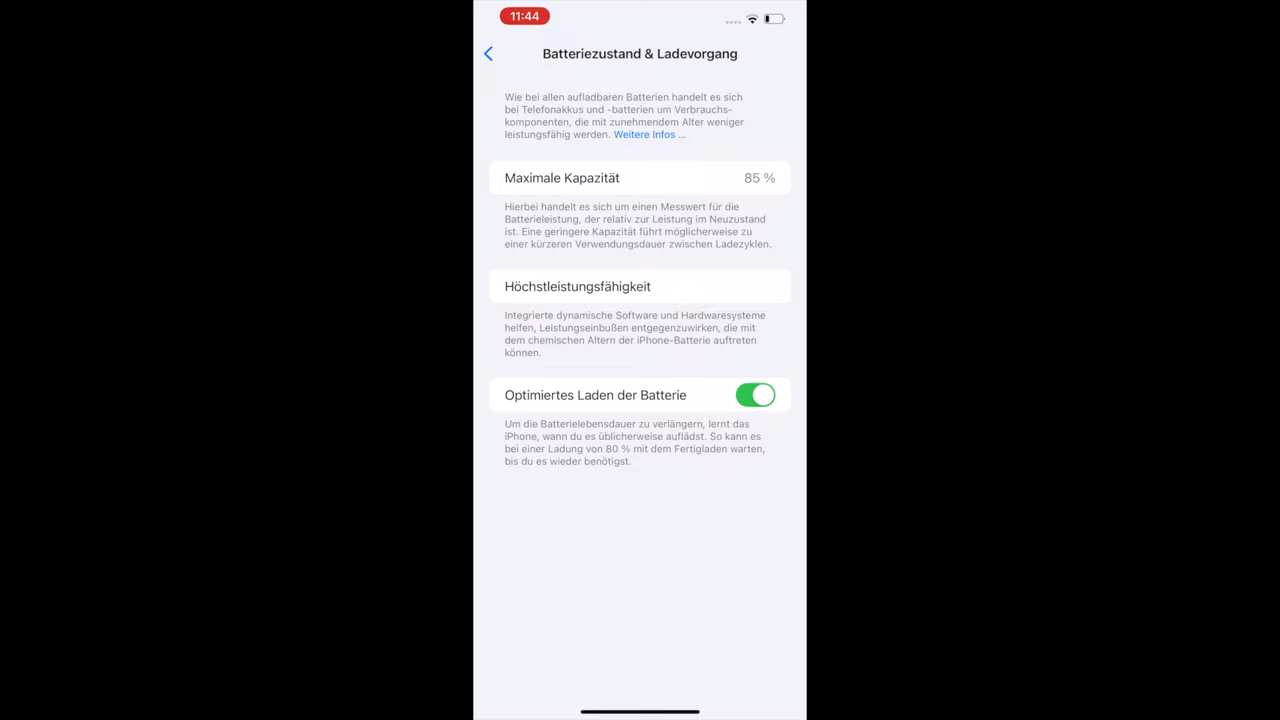 11:44
Batteriezustand & Ladevorgang
Wie bei allen aufladbaren Batterien handelt es sich
bei Telefonakkus und -batterien um Verbrauchs-
komponenten, die mit zunehmendem Alter weniger
leistungsfähig werden. Weitere Infos ...
Maximale Kapazität 85 %
Hierbei handelt es sich um einen Messwert für die
Batterieleistung, der relativ zur Leistung im Neuzustand
ist. Eine geringere Kapazität führt möglicherweise zu
einer kürzeren Verwendungsdauer zwischen Ladezyklen.
Höchstleistungsfähigkeit
Integrierte dynamische Software und Hardwaresysteme
helfen, Leistungseinbußen entgegenzuwirken, die mit
dem chemischen Altern der iPhone-Batterie auftreten
können.
Optimiertes Laden der Batterie
Um die Batterielebensdauer zu verlängern, lernt das
iPhone, wann du es üblicherweise auflädst. So kann es
bei einer Ladung von 80 % mit dem Fertigladen warten,
bis du es wieder benötigst.